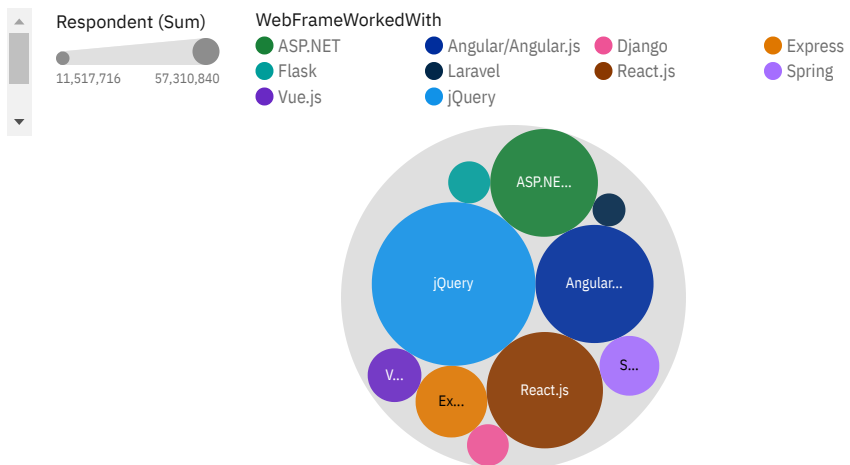 Respondent (Sum)
11,517,716 57,310,840
WebFrameWorkedWith
ASP.NET Angular/Angular.js Django Express
Flask Laravel React.js Spring
Vue.js jQuery
ASP.NE...
jQuery
Angular...
S...
V...
React.js
Ex...